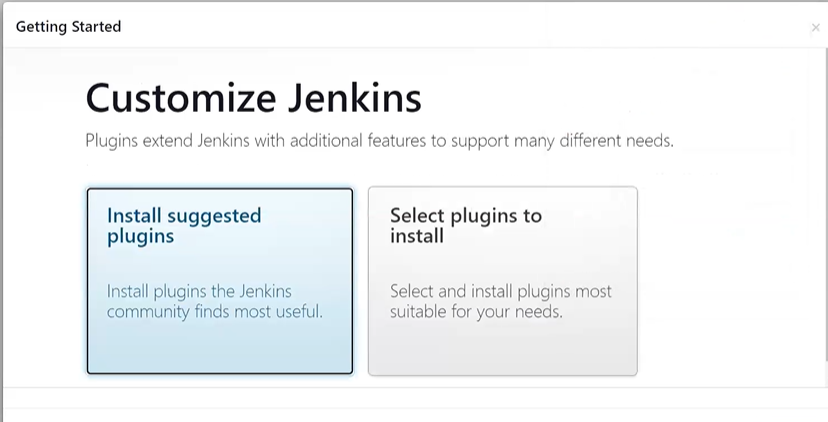 Getting Started
Customize Jenkins
Plugins extend Jenkins with additional features to support many different needs.
Install suggested
plugins
Install plugins the Jenkins
community finds most useful.
Select plugins to
install
Select and install plugins most
suitable for your needs.